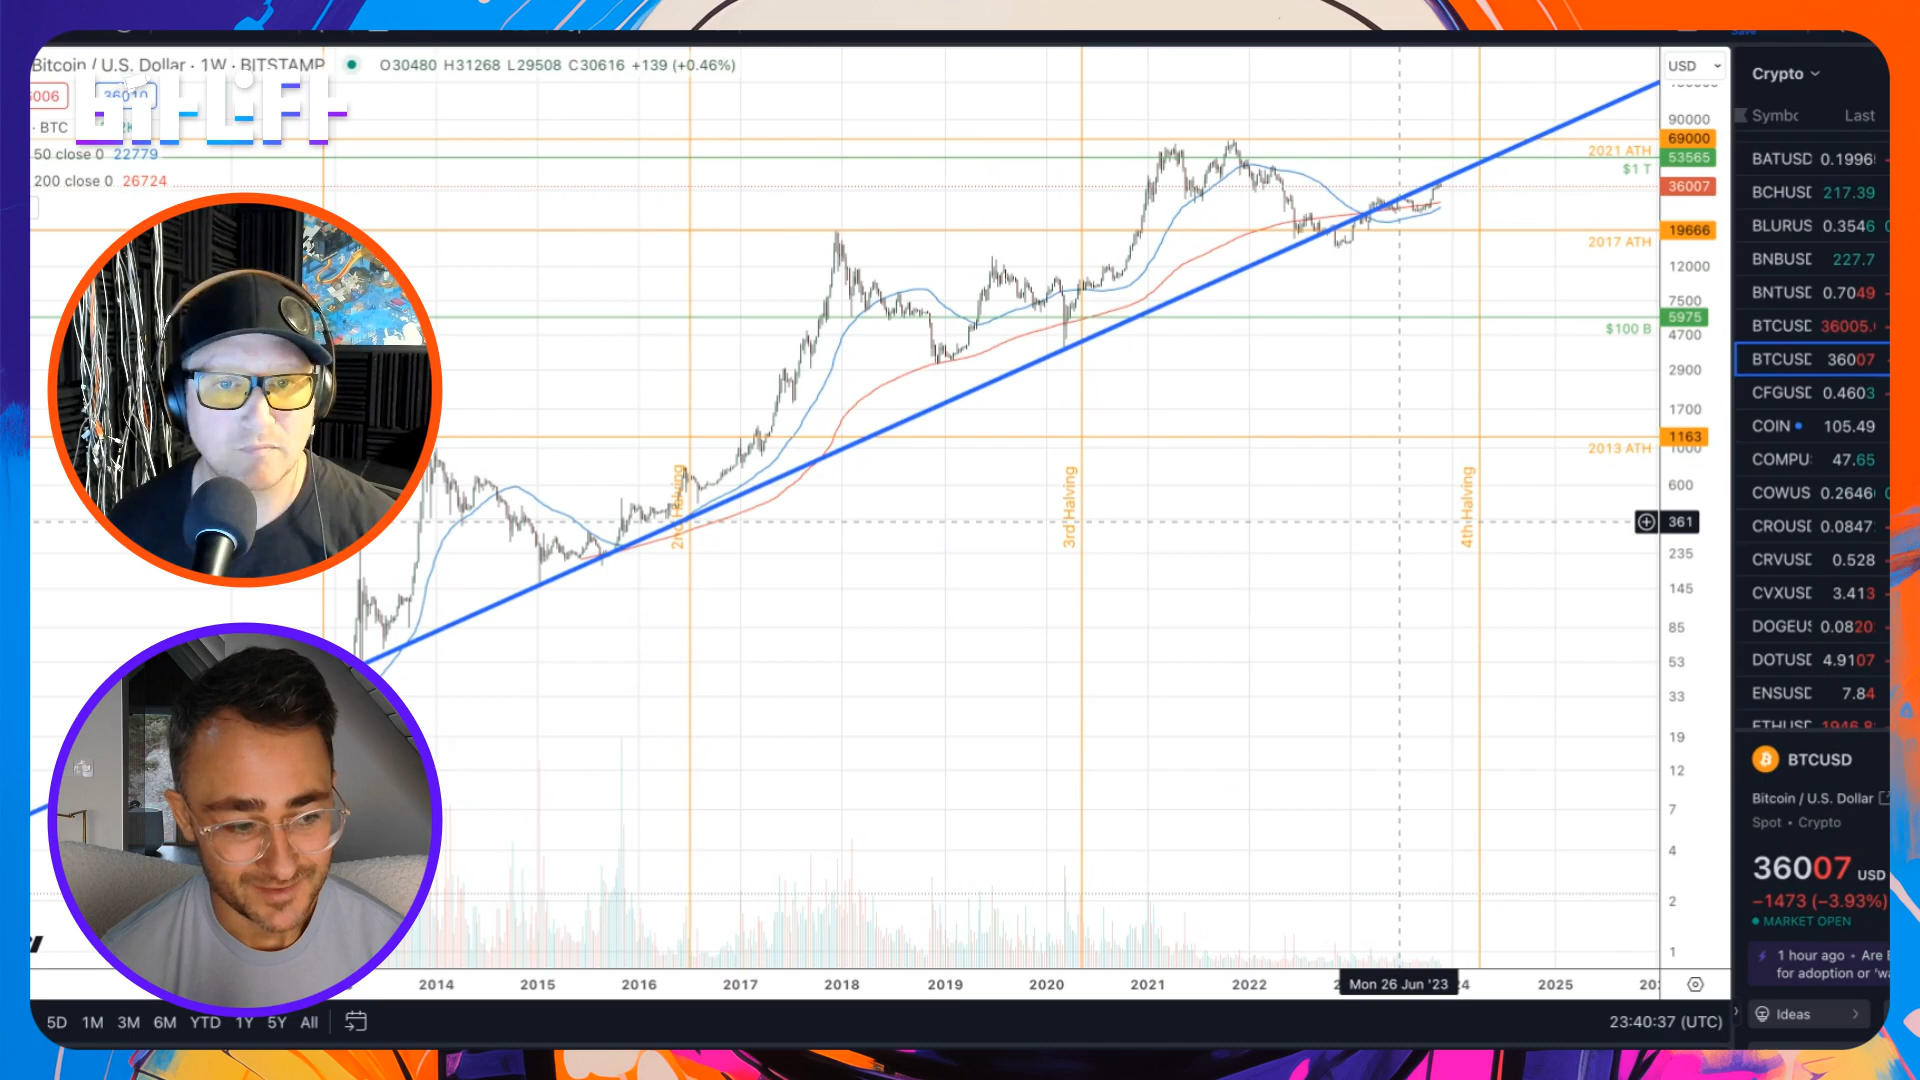 Bitcoin / U.S. Dollar · 1W · BITSTAMP
O30480 H31268 L29508 C30616 +139 (+0.46%)
36010
· BTC
50 close 0 22779
200 close 0 26724
2nd Halving
3rd Halving
4th Halving
2021 ATH
$1 T
2017 ATH
$100 B
2013 ATH
USD
90000
69000
53565
36007
19666
12000
7500
5975
4700
2900
1700
1163
1000
600
361
235
145
85
53
33
19
12
7
4
2
1
2014 2015 2016 2017 2018 2019 2020 2021 2022 Mon 26 Jun '23 2025
5D 1M 3M 6M YTD 1Y 5Y All
23:40:37 (UTC)
Save
Crypto
Last
BATUSD 0.1996
BCHUSD 217.39
BLURUS 0.3546
BNBUSD 227.7
BNTUSD 0.7049
BTCUSD 36005.
BTCUSD 36007
CFGUSD 0.4603
COIN 105.49
COMPU 47.65
COWUS 0.2646
CROUSD 0.0847
CRVUSD 0.528
CVXUSD 3.413
DOGEUS 0.0820
DOTUSD 4.9107
ENSUSD 7.84
ETHUSD 1946.8
BTCUSD
Bitcoin / U.S. Dollar
Spot • Crypto
36007 USD
−1473 (−3.93%)
MARKET OPEN
1 hour ago • Are
for adoption or 'wa
Ideas